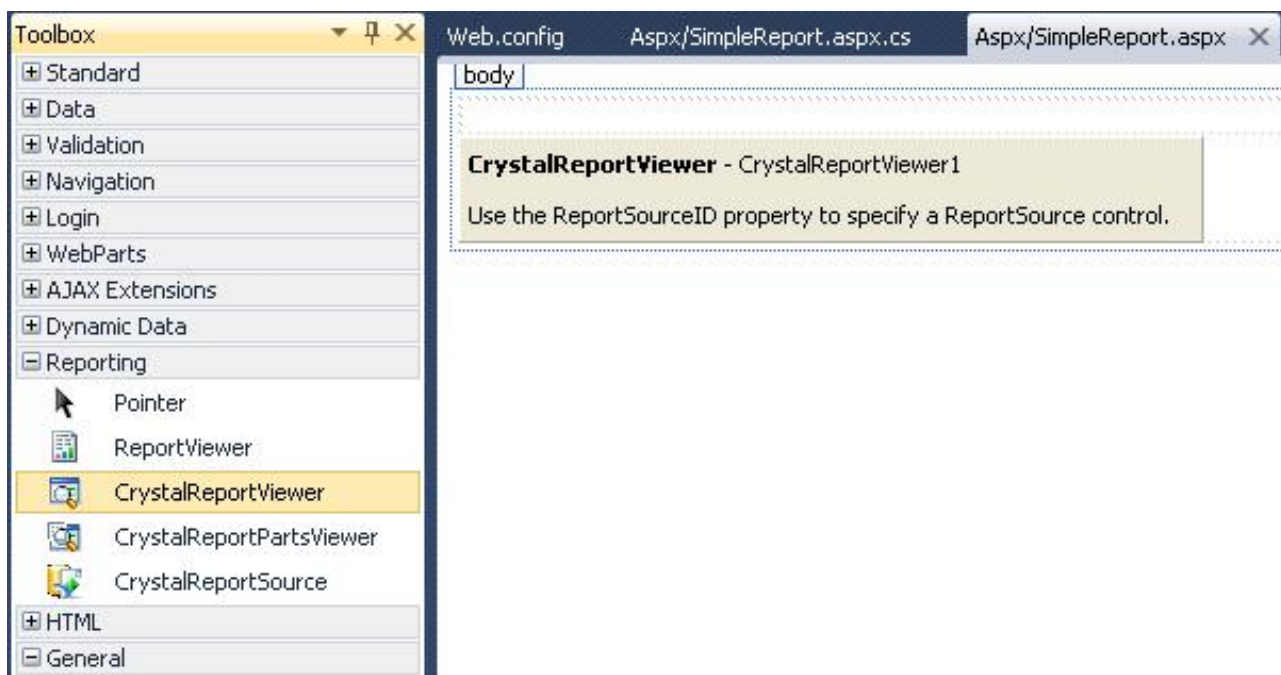 Toolbox
Standard
Data
Validation
Navigation
Login
WebParts
AJAX Extensions
Dynamic Data
Reporting
Pointer
ReportViewer
CrystalReportViewer
CrystalReportPartsViewer
CrystalReportSource
HTML
General
Web.config Aspx/SimpleReport.aspx.cs Aspx/SimpleReport.aspx
body
CrystalReportViewer - CrystalReportViewer1
Use the ReportSourceID property to specify a ReportSource control.